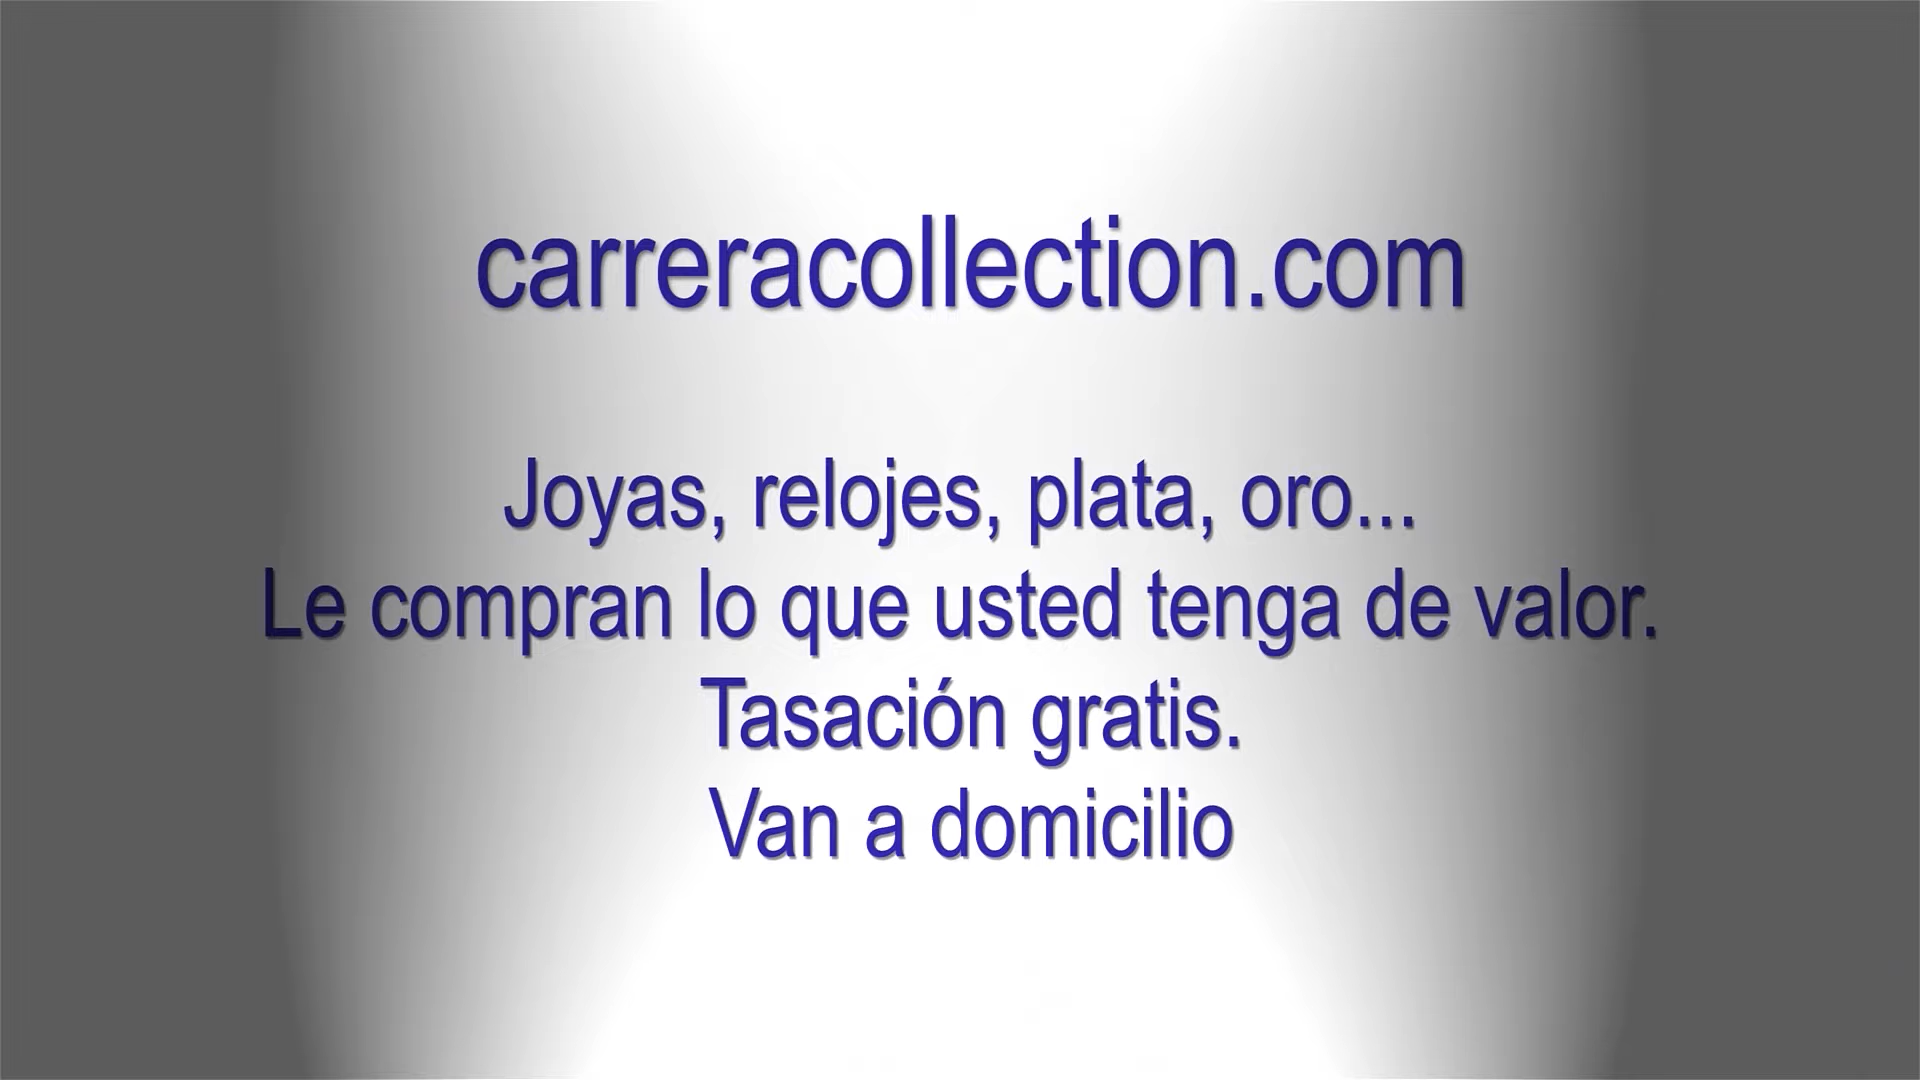 carreracollection.com
Joyas, relojes, plata, oro...
Le compran lo que usted tenga de valor.
Tasación gratis.
Van a domicilio